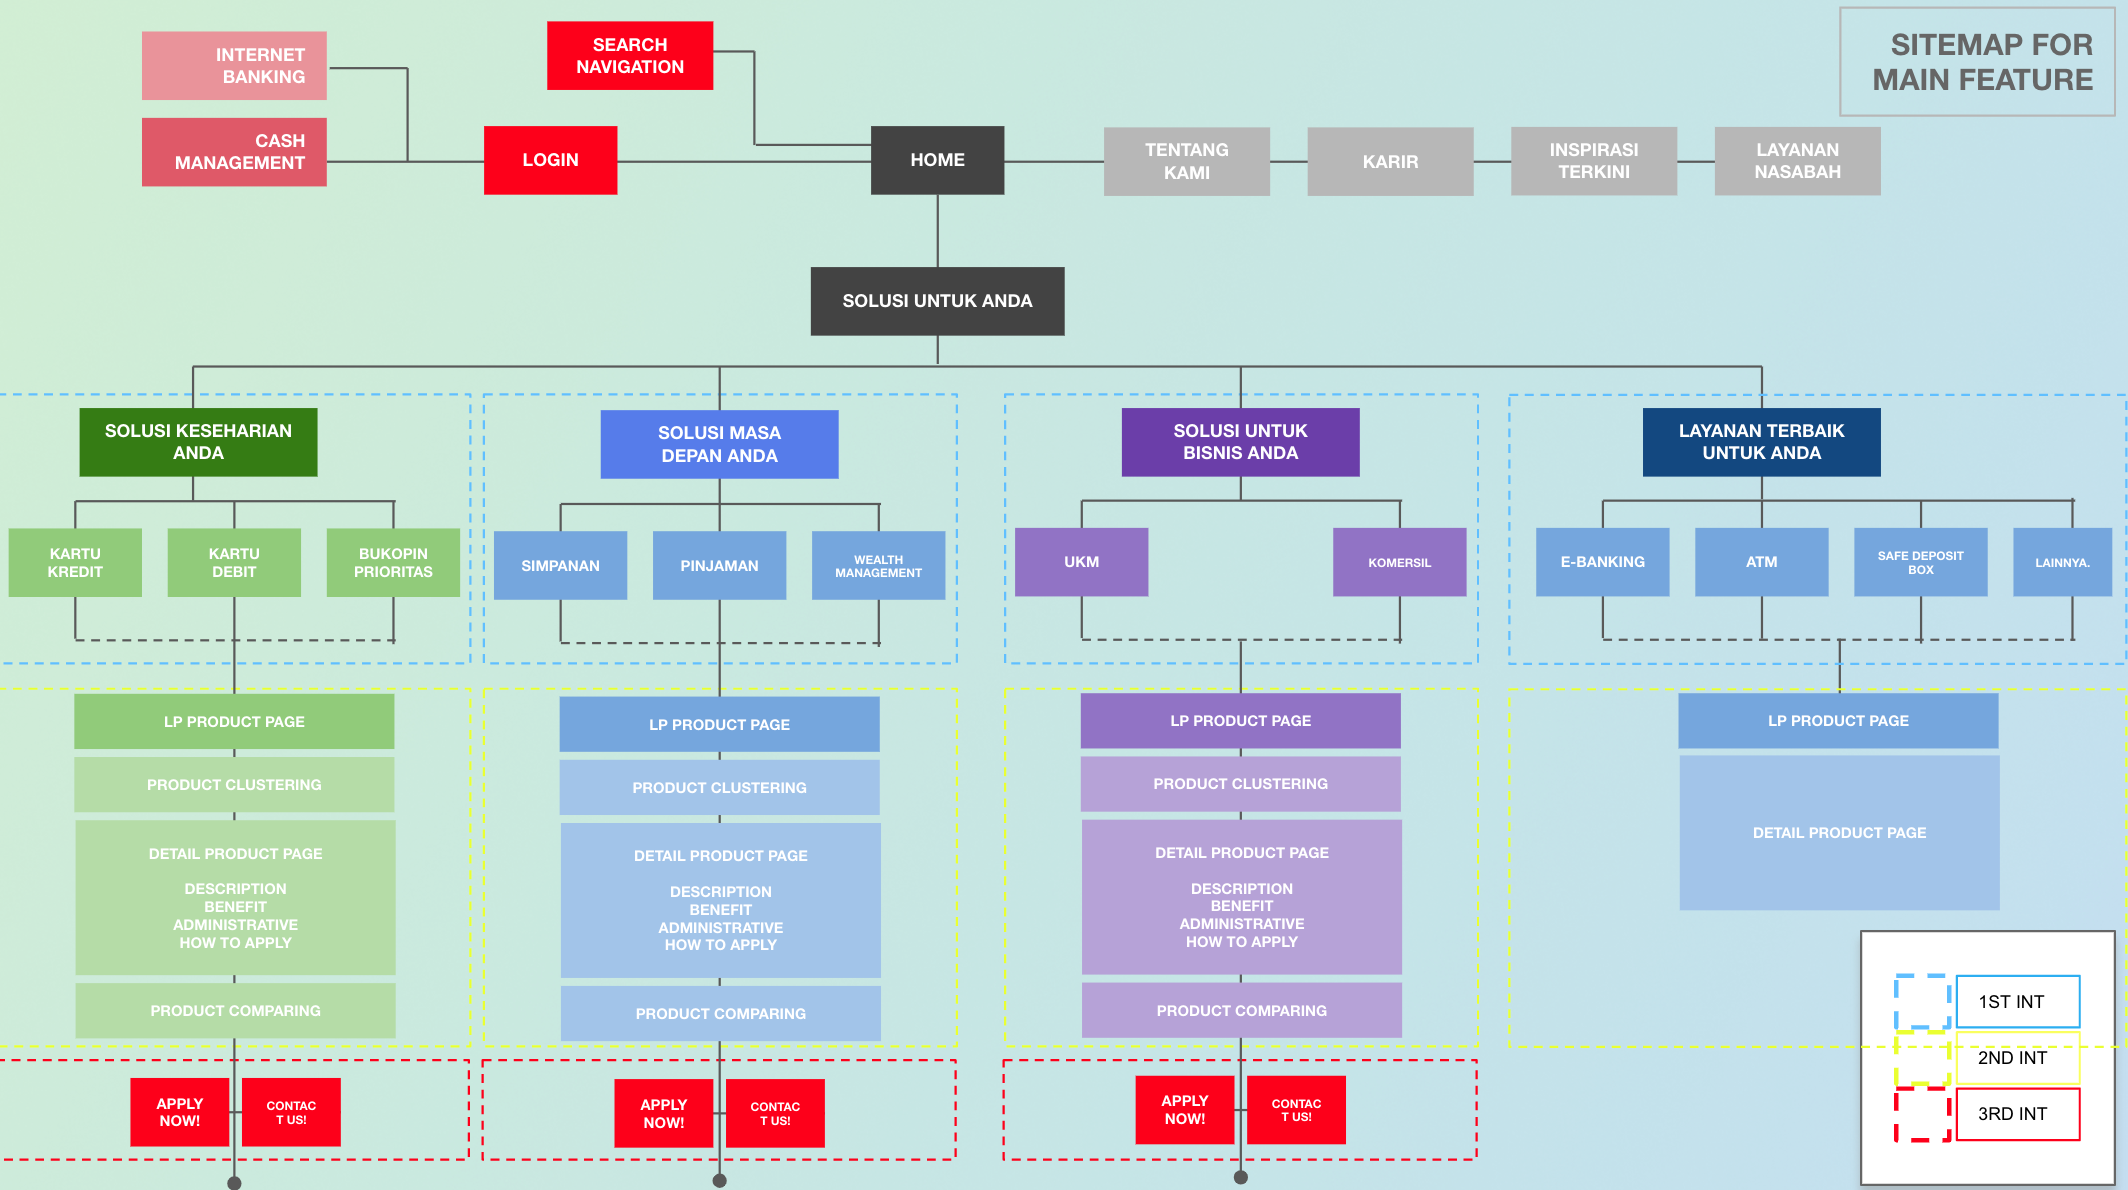 SITEMAP FOR
MAIN FEATURE
INTERNET
BANKING
SEARCH
NAVIGATION
CASH
MANAGEMENT
LOGIN
HOME
TENTANG
KAMI
KARIR
INSPIRASI
TERKINI
LAYANAN
NASABAH
SOLUSI UNTUK ANDA
SOLUSI KESEHARIAN
ANDA
KARTU
KREDIT
KARTU
DEBIT
BUKOPIN
PRIORITAS
LP PRODUCT PAGE
PRODUCT CLUSTERING
DETAIL PRODUCT PAGE
DESCRIPTION
BENEFIT
ADMINISTRATIVE
HOW TO APPLY
PRODUCT COMPARING
APPLY
NOW!
CONTAC
T US!
SOLUSI MASA
DEPAN ANDA
SIMPANAN
PINJAMAN
WEALTH
MANAGEMENT
LP PRODUCT PAGE
PRODUCT CLUSTERING
DETAIL PRODUCT PAGE
DESCRIPTION
BENEFIT
ADMINISTRATIVE
HOW TO APPLY
PRODUCT COMPARING
APPLY
NOW!
CONTAC
T US!
SOLUSI UNTUK
BISNIS ANDA
UKM
KOMERSIL
LP PRODUCT PAGE
PRODUCT CLUSTERING
DETAIL PRODUCT PAGE
DESCRIPTION
BENEFIT
ADMINISTRATIVE
HOW TO APPLY
PRODUCT COMPARING
APPLY
NOW!
CONTAC
T US!
LAYANAN TERBAIK
UNTUK ANDA
E-BANKING
ATM
SAFE DEPOSIT
BOX
LAINNYA.
LP PRODUCT PAGE
DETAIL PRODUCT PAGE
1ST INT
2ND INT
3RD INT